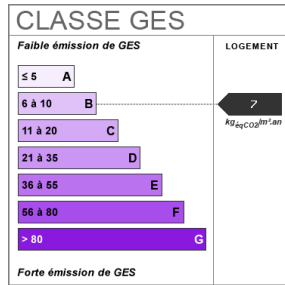 CLASSE GES
Faible émission de GES
LOGEMENT
≤ 5 A
6 à 10 B
7
kgéqCO2/m².an
11 à 20 C
21 à 35 D
36 à 55 E
56 à 80 F
> 80 G
Forte émission de GES